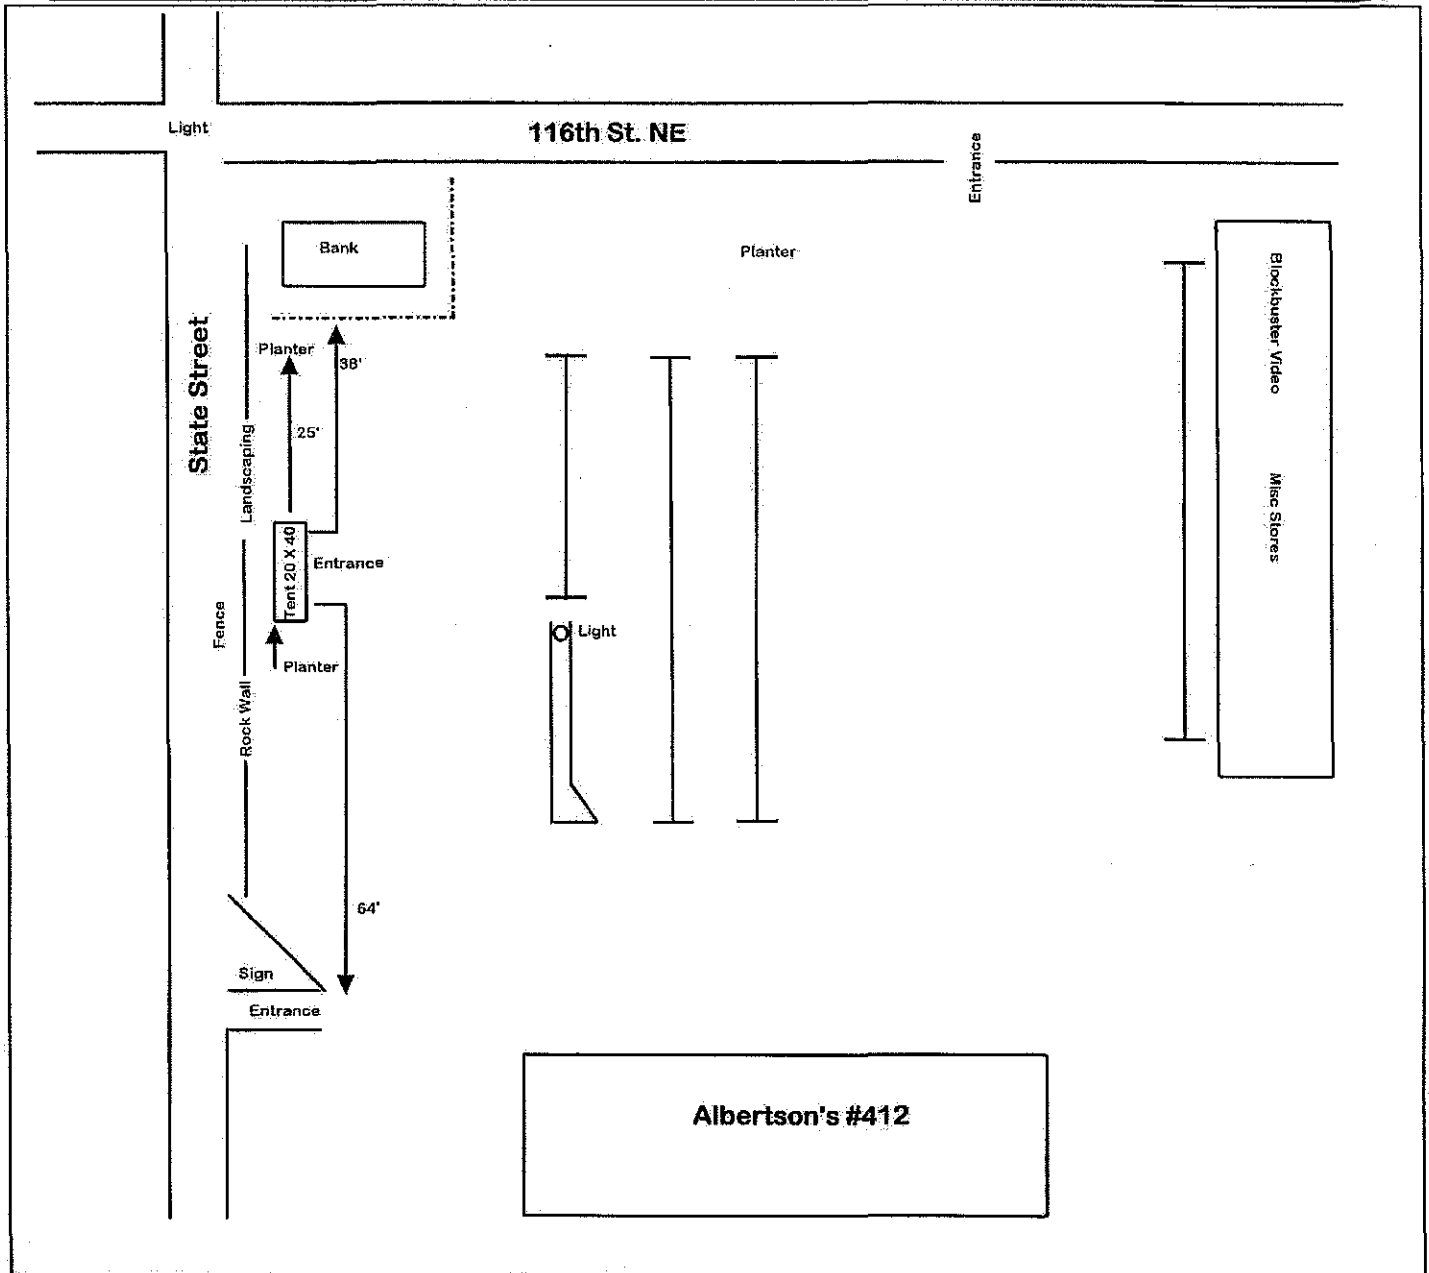 Light
116th St. NE
Entrance
Bank
Planter
Blockbuster Video
State Street
Planter
38'
25'
Landscaping
Misc Stores
Tent 20 X 40
Entrance
Fence
Light
Planter
Rock Wall
64'
Sign
Entrance
Albertson's #412